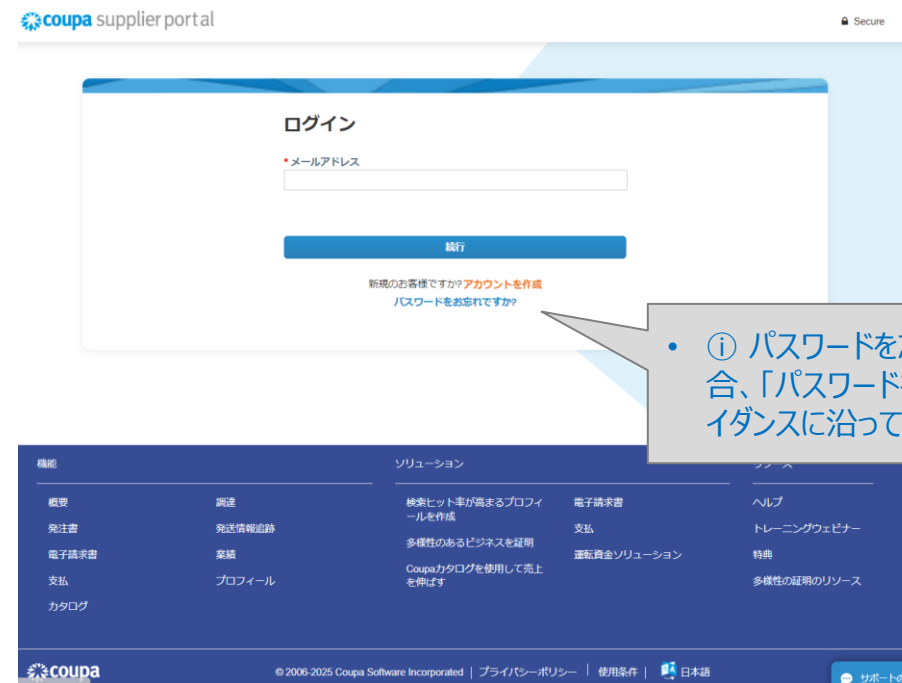 coupa supplier portal
Secure
ログイン
*メールアドレス
続行
新規のお客様ですか? アカウントを作成
パスワードをお忘れですか?
• ⓘ パスワードを
合、「パスワード
イダンスに沿って
機能
ソリューション
概要
発注書
電子請求書
支払
カタログ
調達
発送情報追跡
業績
プロフィール
検索ヒット率が高まるプロフィ
ールを作成
多様性のあるビジネスを証明
Coupaカタログを使用して売上
を伸ばす
電子請求書
支払
運転資金ソリューション
ヘルプ
トレーニングウェビナー
特典
多様性の証明のリソース
coupa
© 2006-2025 Coupa Software Incorporated | プライバシーポリシー | 使用条件 | 日本語
サポートの